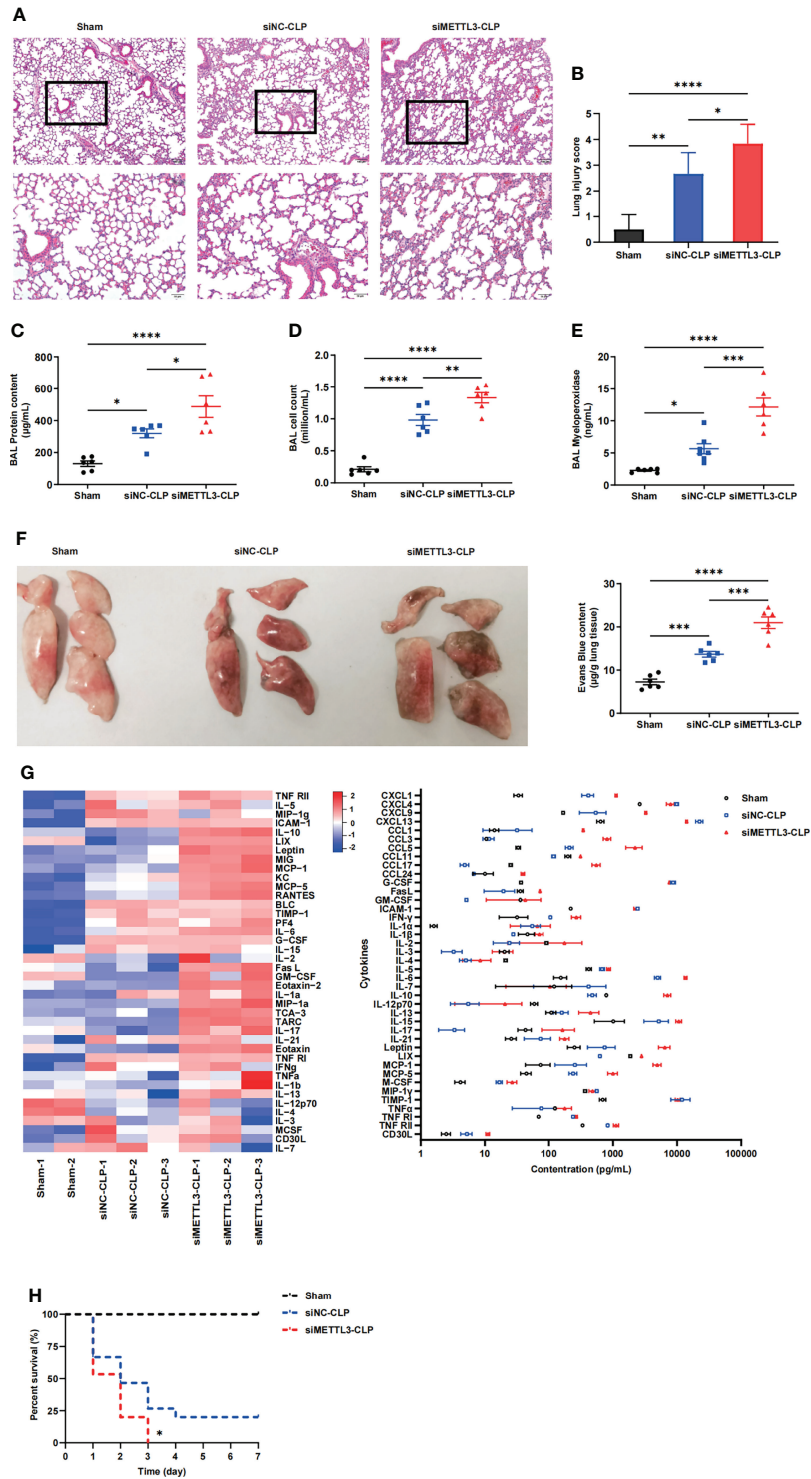 A
Sham
siNC-CLP
siMETTL3-CLP
B
Lung injury score
5
4
3
2
1
0
****
**
*
Sham
siNC-CLP
siMETTL3-CLP
C
BAL Protein content
(μg/mL)
800
600
400
200
0
****
*
*
Sham
siNC-CLP
siMETTL3-CLP
D
BAL cell count
(million/mL)
2.0
1.5
1.0
0.5
0.0
****
****
**
Sham
siNC-CLP
siMETTL3-CLP
E
BAL Myeloperoxidase
(ng/mL)
20
15
10
5
0
****
*
***
Sham
siNC-CLP
siMETTL3-CLP
F
Sham
siNC-CLP
siMETTL3-CLP
Evans Blue content
(μg/g lung tissue)
30
20
10
0
****
***
***
Sham
siNC-CLP
siMETTL3-CLP
G
TNF RII
IL-5
MIP-1g
ICAM-1
IL-10
LIX
Leptin
MIG
MCP-1
KC
MCP-5
RANTES
BLC
TIMP-1
PF4
IL-6
G-CSF
IL-15
IL-2
Fas L
GM-CSF
Eotaxin-2
IL-1a
MIP-1a
TCA-3
TARC
IL-17
IL-21
Eotaxin
TNF RI
IFNg
TNFa
IL-1b
IL-13
IL-12p70
IL-4
IL-3
MCSF
CD30L
IL-7
Sham-1
Sham-2
siNC-CLP-1
siNC-CLP-2
siNC-CLP-3
siMETTL3-CLP-1
siMETTL3-CLP-2
siMETTL3-CLP-3
2
1
0
-1
-2
Cytokines
CXCL1
CXCL4
CXCL9
CXCL13
CCL1
CCL3
CCL5
CCL11
CCL17
CCL24
G-CSF
FasL
GM-CSF
ICAM-1
IFN-γ
IL-1α
IL-1β
IL-2
IL-3
IL-4
IL-5
IL-6
IL-7
IL-10
IL-12p70
IL-13
IL-15
IL-17
IL-21
Leptin
LIX
MCP-1
MCP-5
M-CSF
MIP-1γ
TIMP-1
TNFα
TNF RI
TNF RII
CD30L
1
10
100
1000
10000
100000
Contentration (pg/mL)
Sham
siNC-CLP
siMETTL3-CLP
H
Percent survival (%)
100
75
50
25
0
0
1
2
3
4
5
6
7
Time (day)
*
Sham
siNC-CLP
siMETTL3-CLP